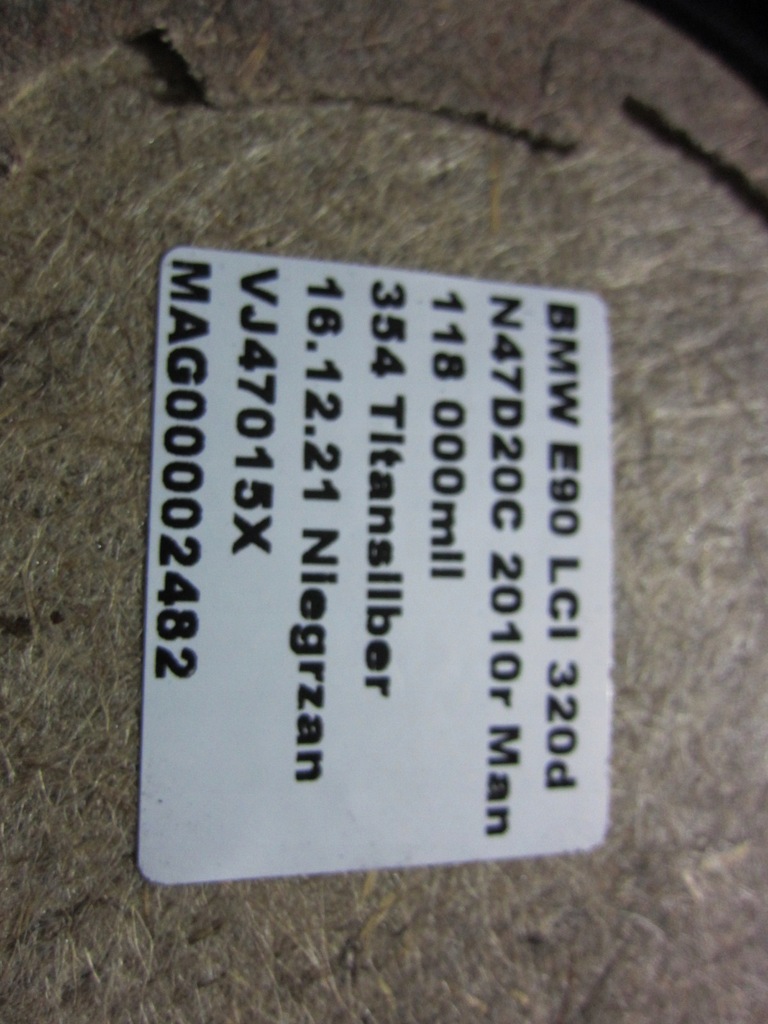 BMW E90 LCI 320d
N47D20C 2010r Man
118 000mil
354 Titansilber
16.12.21 Niegrzan
VJ47015X
MAG00002482